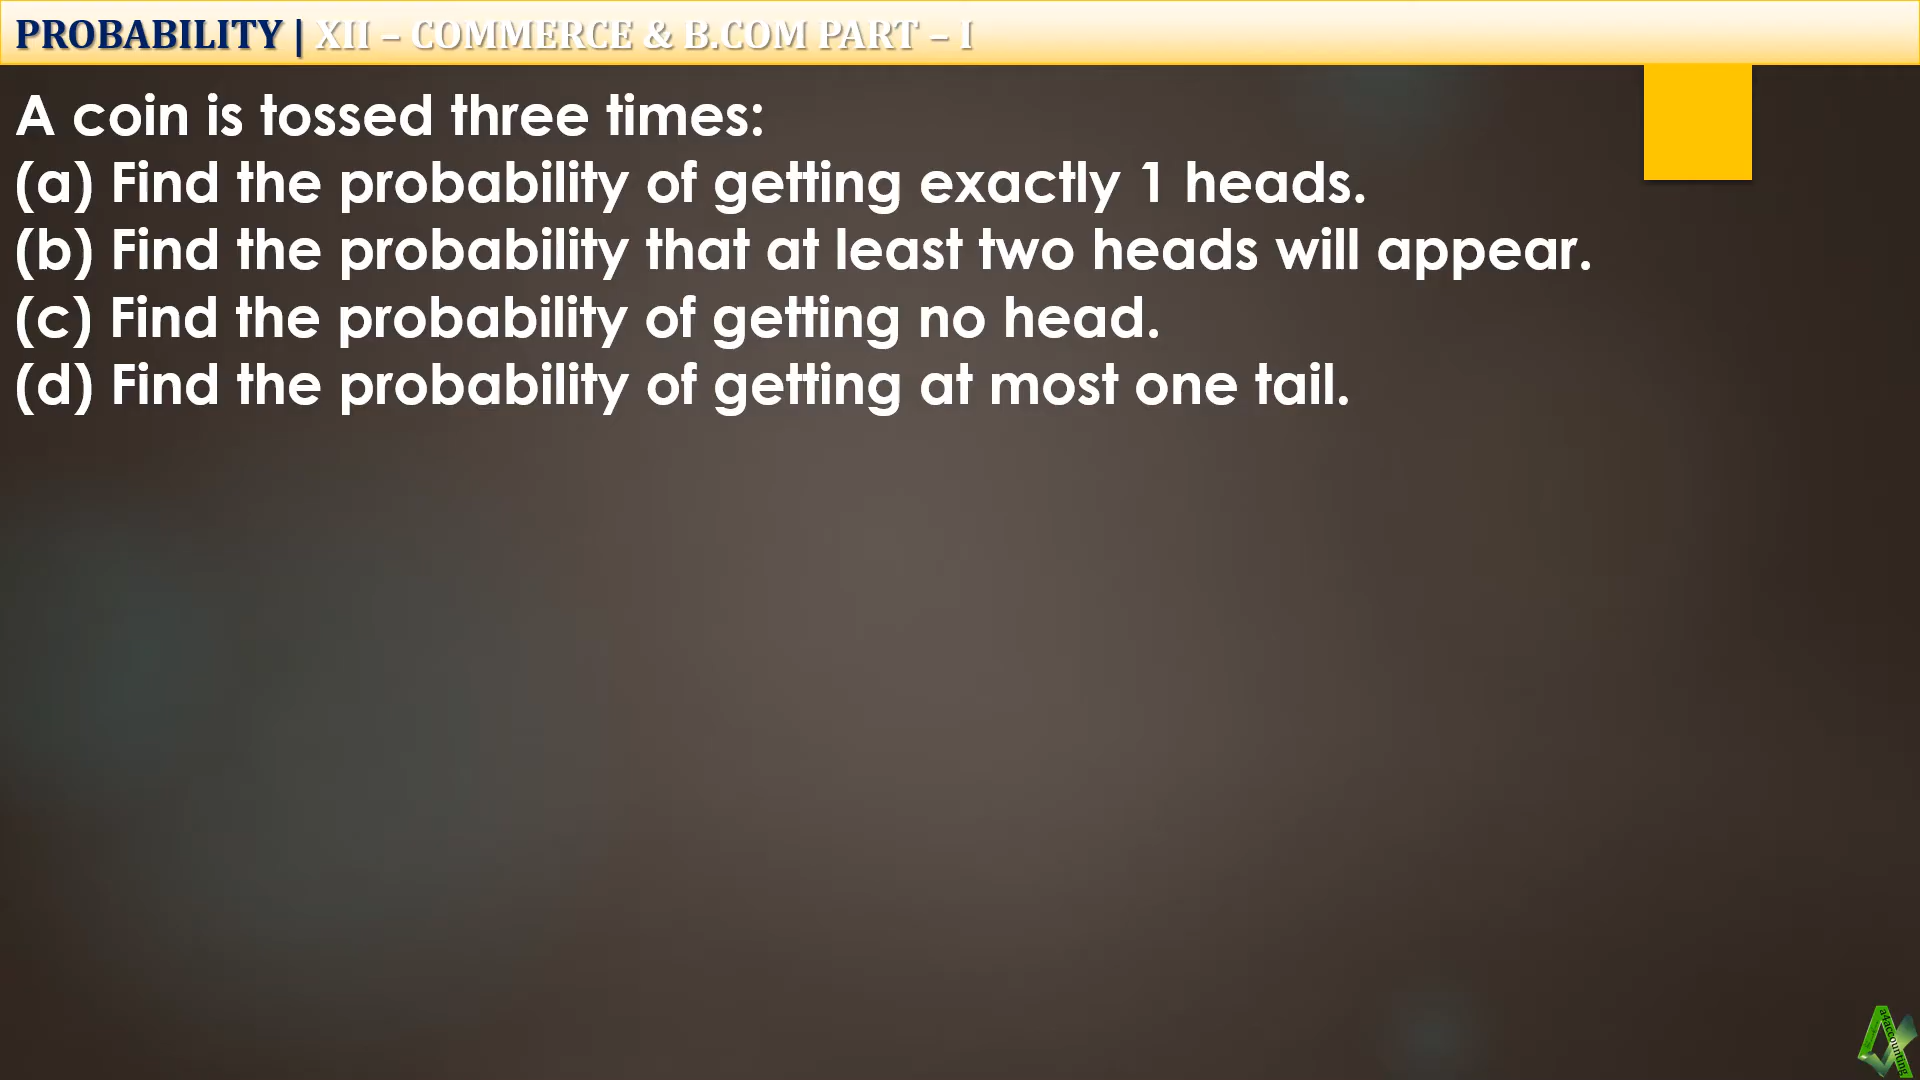 PROBABILITY | XII – COMMERCE & B.COM PART – I
A coin is tossed three times:
(a) Find the probability of getting exactly 1 heads.
(b) Find the probability that at least two heads will appear.
(c) Find the probability of getting no head.
(d) Find the probability of getting at most one tail.
a4accounting